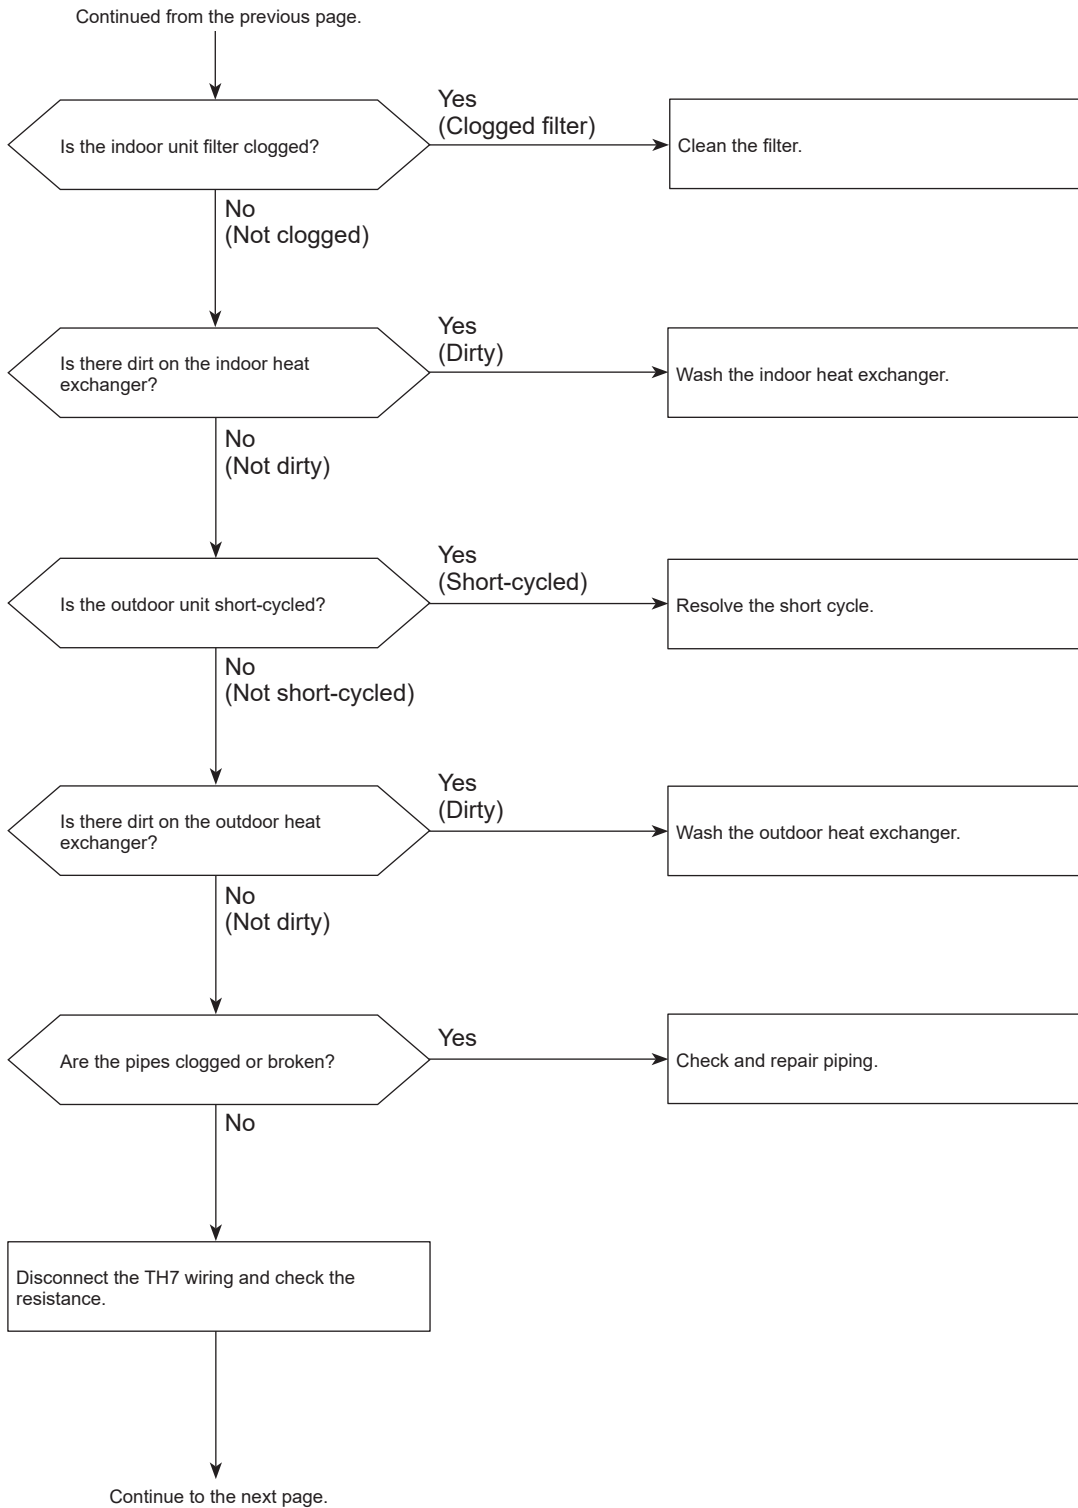 Continued from the previous page.
Yes
(Clogged filter)
Is the indoor unit filter clogged?
Clean the filter.
No
(Not clogged)
Yes
(Dirty)
Is there dirt on the indoor heat
exchanger?
Wash the indoor heat exchanger.
No
(Not dirty)
Yes
(Short-cycled)
Is the outdoor unit short-cycled?
Resolve the short cycle.
No
(Not short-cycled)
Yes
(Dirty)
Is there dirt on the outdoor heat
exchanger?
Wash the outdoor heat exchanger.
No
(Not dirty)
Yes
Are the pipes clogged or broken?
Check and repair piping.
No
Disconnect the TH7 wiring and check the
resistance.
Continue to the next page.